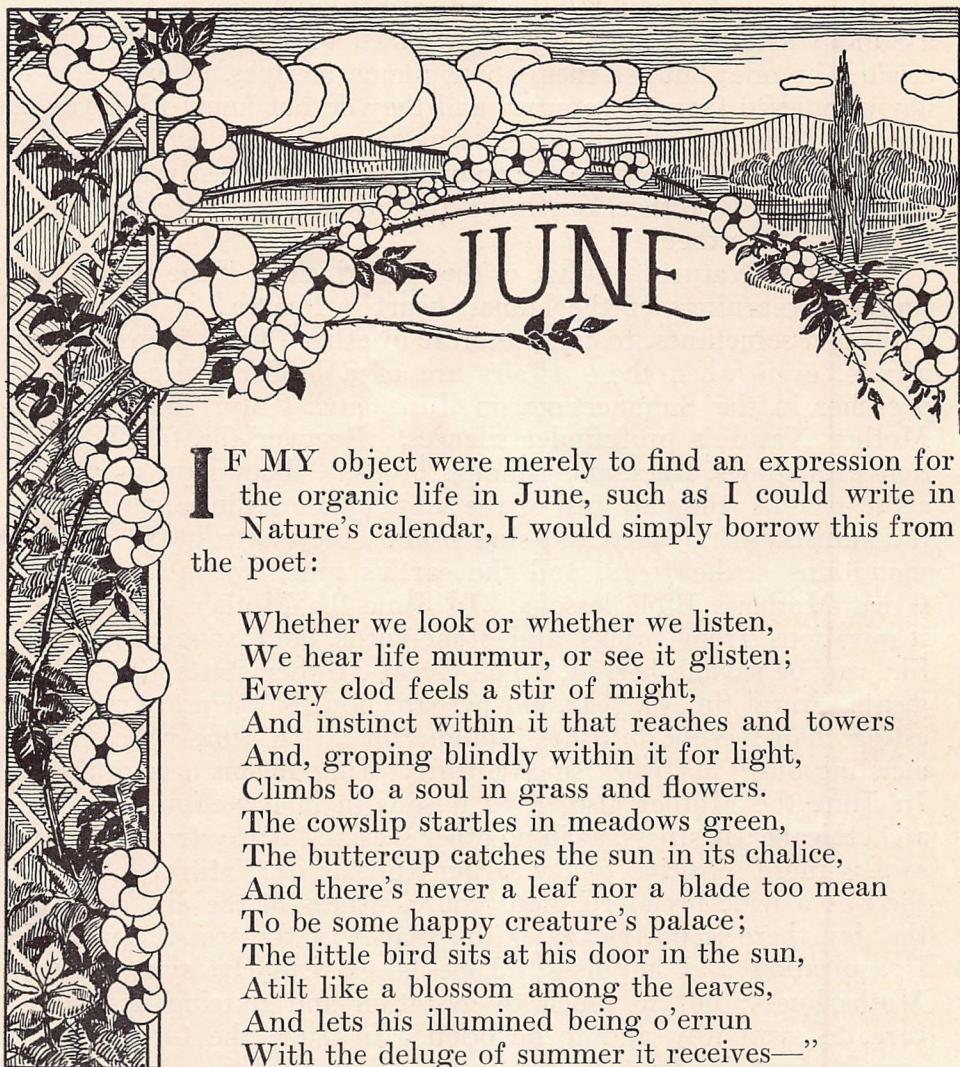 JUNE
IF MY object were merely to find an expression for
the organic life in June, such as I could write in
Nature's calendar, I would simply borrow this from
the poet:
Whether we look or whether we listen,
We hear life murmur, or see it glisten;
Every clod feels a stir of might,
And instinct within it that reaches and towers
And, groping blindly within it for light,
Climbs to a soul in grass and flowers.
The cowslip startles in meadows green,
The buttercup catches the sun in its chalice,
And there's never a leaf nor a blade too mean
To be some happy creature's palace;
The little bird sits at his door in the sun,
Atilt like a blossom among the leaves,
And lets his illumined being o'errun
With the deluge of summer it receives—"